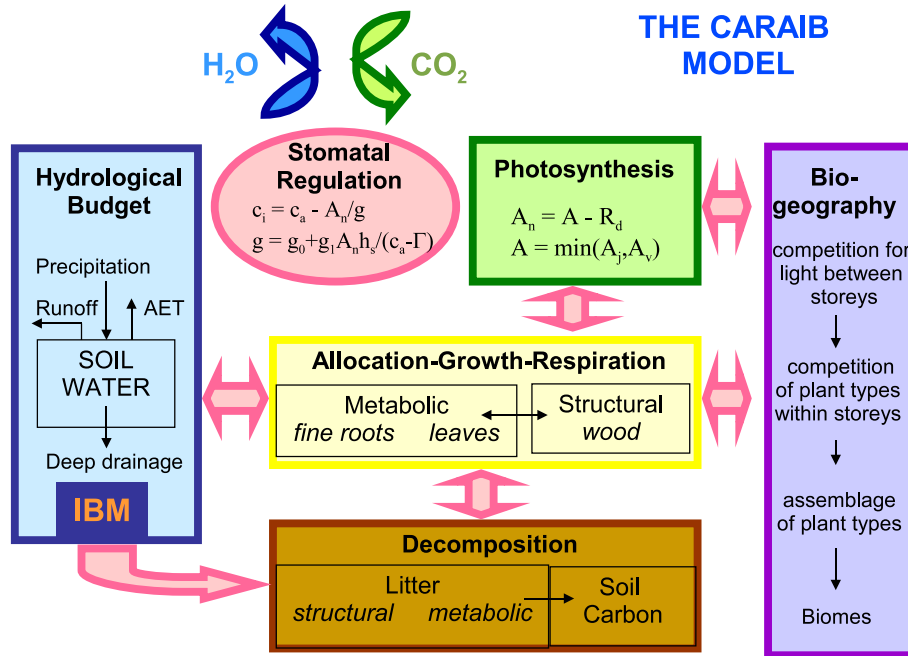 THE CARAIB
MODEL
H₂O
CO₂
Hydrological
Budget
Precipitation
Runoff
AET
SOIL
WATER
Deep drainage
IBM
Stomatal
Regulation
cᵢ = cₐ - Aₙ/g
g = g₀+g₁Aₙhₛ/(cₐ-Γ)
Photosynthesis
Aₙ = A - R_d
A = min(A_j,A_v)
Allocation-Growth-Respiration
Metabolic
fine roots leaves
Structural
wood
Decomposition
Litter
structural metabolic
Soil
Carbon
Bio-
geography
competition for
light between
storeys
competition
of plant types
within storeys
assemblage
of plant types
Biomes